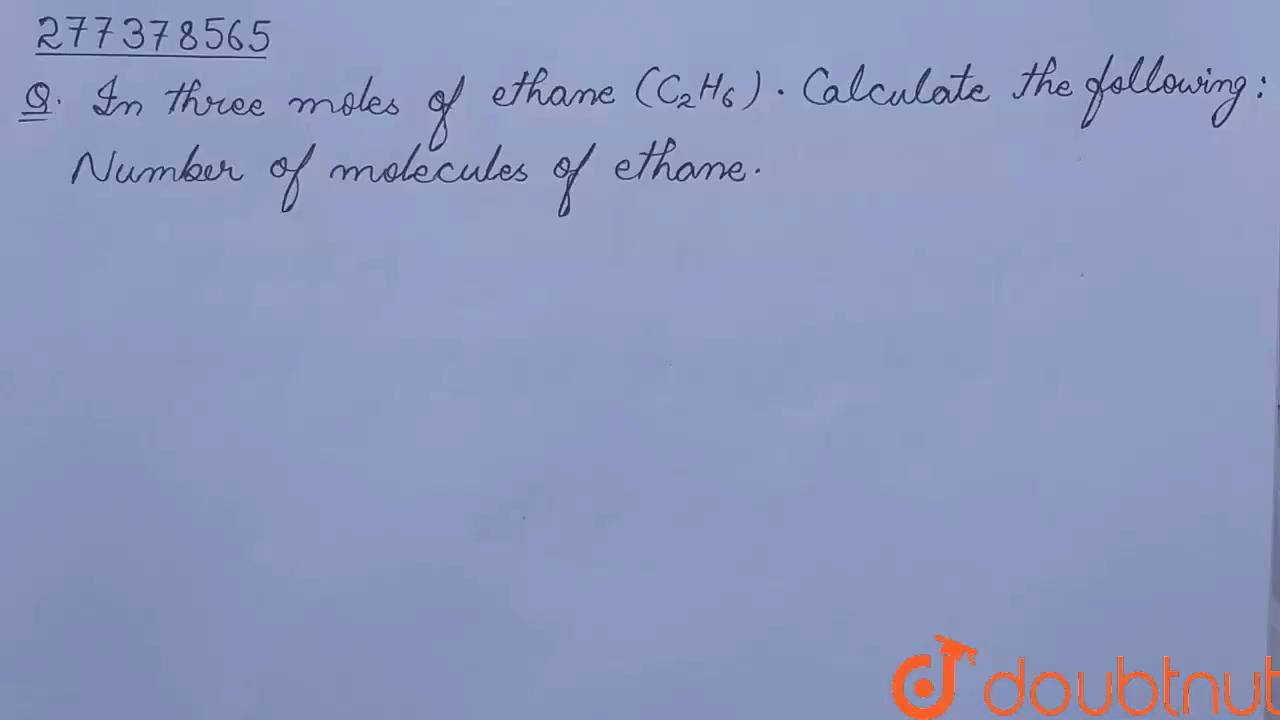 277378565
Q. In three moles of ethane (C₂H₆). Calculate the following:
Number of molecules of ethane.
doubtnut